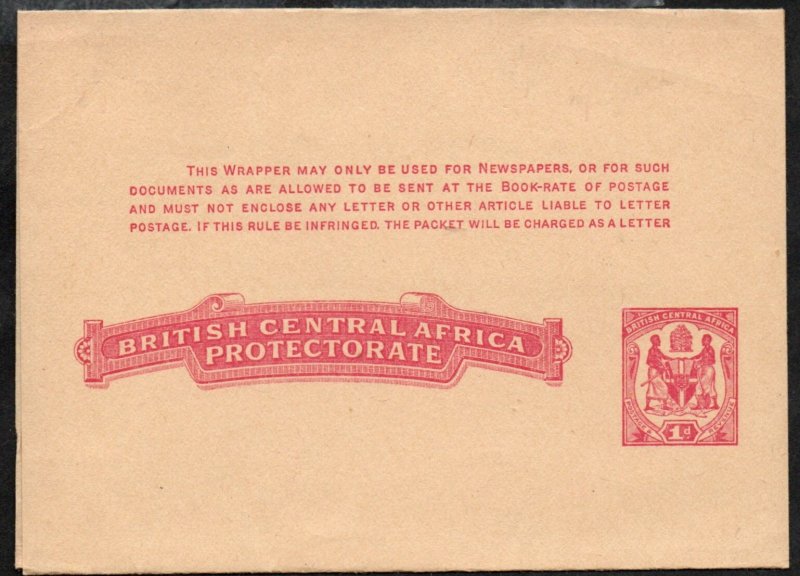 THIS WRAPPER MAY ONLY BE USED FOR NEWSPAPERS, OR FOR SUCH
DOCUMENTS AS ARE ALLOWED TO BE SENT AT THE BOOK-RATE OF POSTAGE
AND MUST NOT ENCLOSE ANY LETTER OR OTHER ARTICLE LIABLE TO LETTER
POSTAGE. IF THIS RULE BE INFRINGED, THE PACKET WILL BE CHARGED AS A LETTER
BRITISH CENTRAL AFRICA
PROTECTORATE
BRITISH CENTRAL AFRICA
POSTAGE &
REVENUE
1d